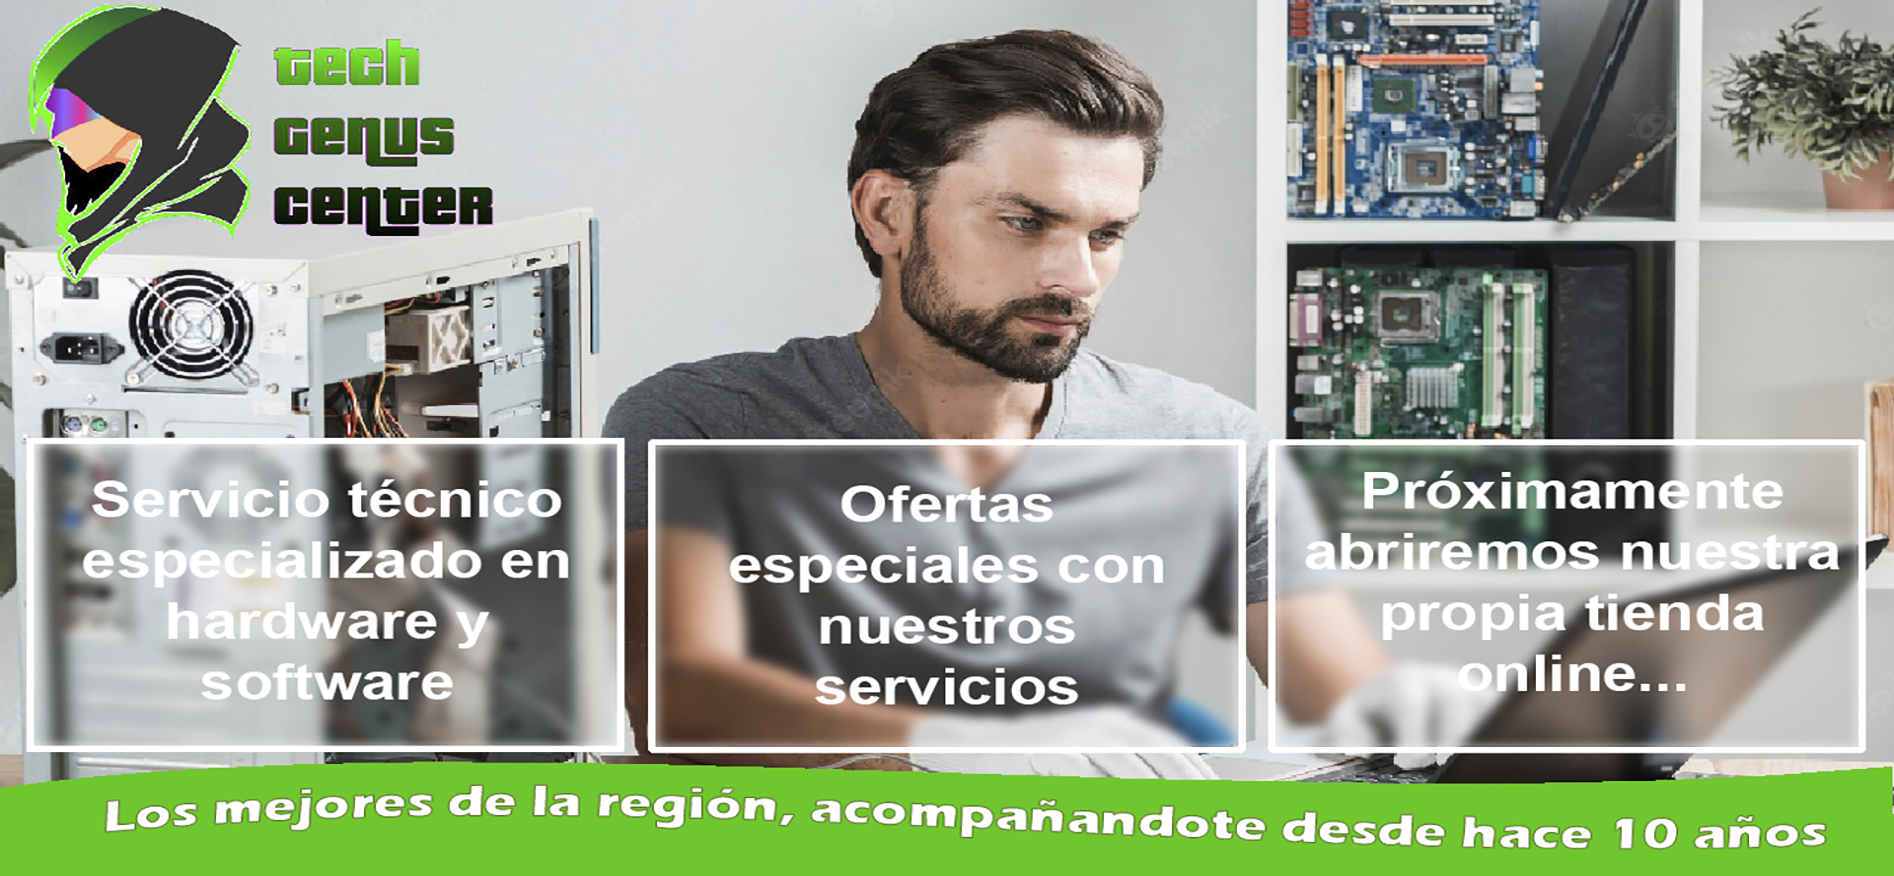 Tech
Genus
Center
Servicio técnico
especializado en
hardware y
software
Ofertas
especiales con
nuestros
servicios
Próximamente
abriremos nuestra
propia tienda
online...
Los mejores de la región, acompañandote desde hace 10 años